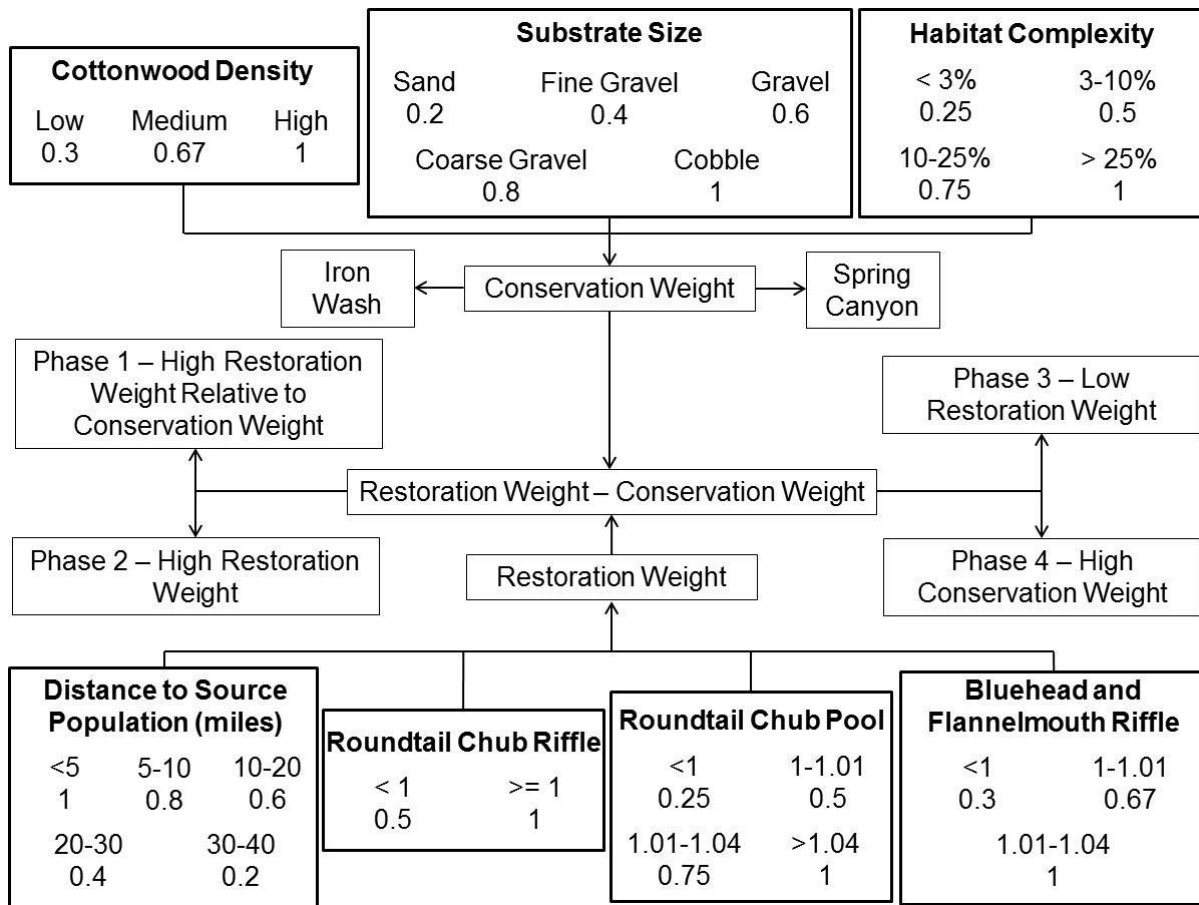 Cottonwood Density
Low Medium High
0.3 0.67 1
Substrate Size
Sand Fine Gravel Gravel
0.2 0.4 0.6
Coarse Gravel Cobble
0.8 1
Habitat Complexity
< 3% 3-10%
0.25 0.5
10-25% > 25%
0.75 1
Iron
Wash
Conservation Weight
Spring
Canyon
Phase 1 – High Restoration
Weight Relative to
Conservation Weight
Phase 3 – Low
Restoration Weight
Restoration Weight – Conservation Weight
Phase 2 – High Restoration
Weight
Restoration Weight
Phase 4 – High
Conservation Weight
Distance to Source
Population (miles)
<5 5-10 10-20
1 0.8 0.6
20-30 30-40
0.4 0.2
Roundtail Chub Riffle
< 1 >= 1
0.5 1
Roundtail Chub Pool
<1 1-1.01
0.25 0.5
1.01-1.04 >1.04
0.75 1
Bluehead and
Flannelmouth Riffle
<1 1-1.01
0.3 0.67
1.01-1.04
1